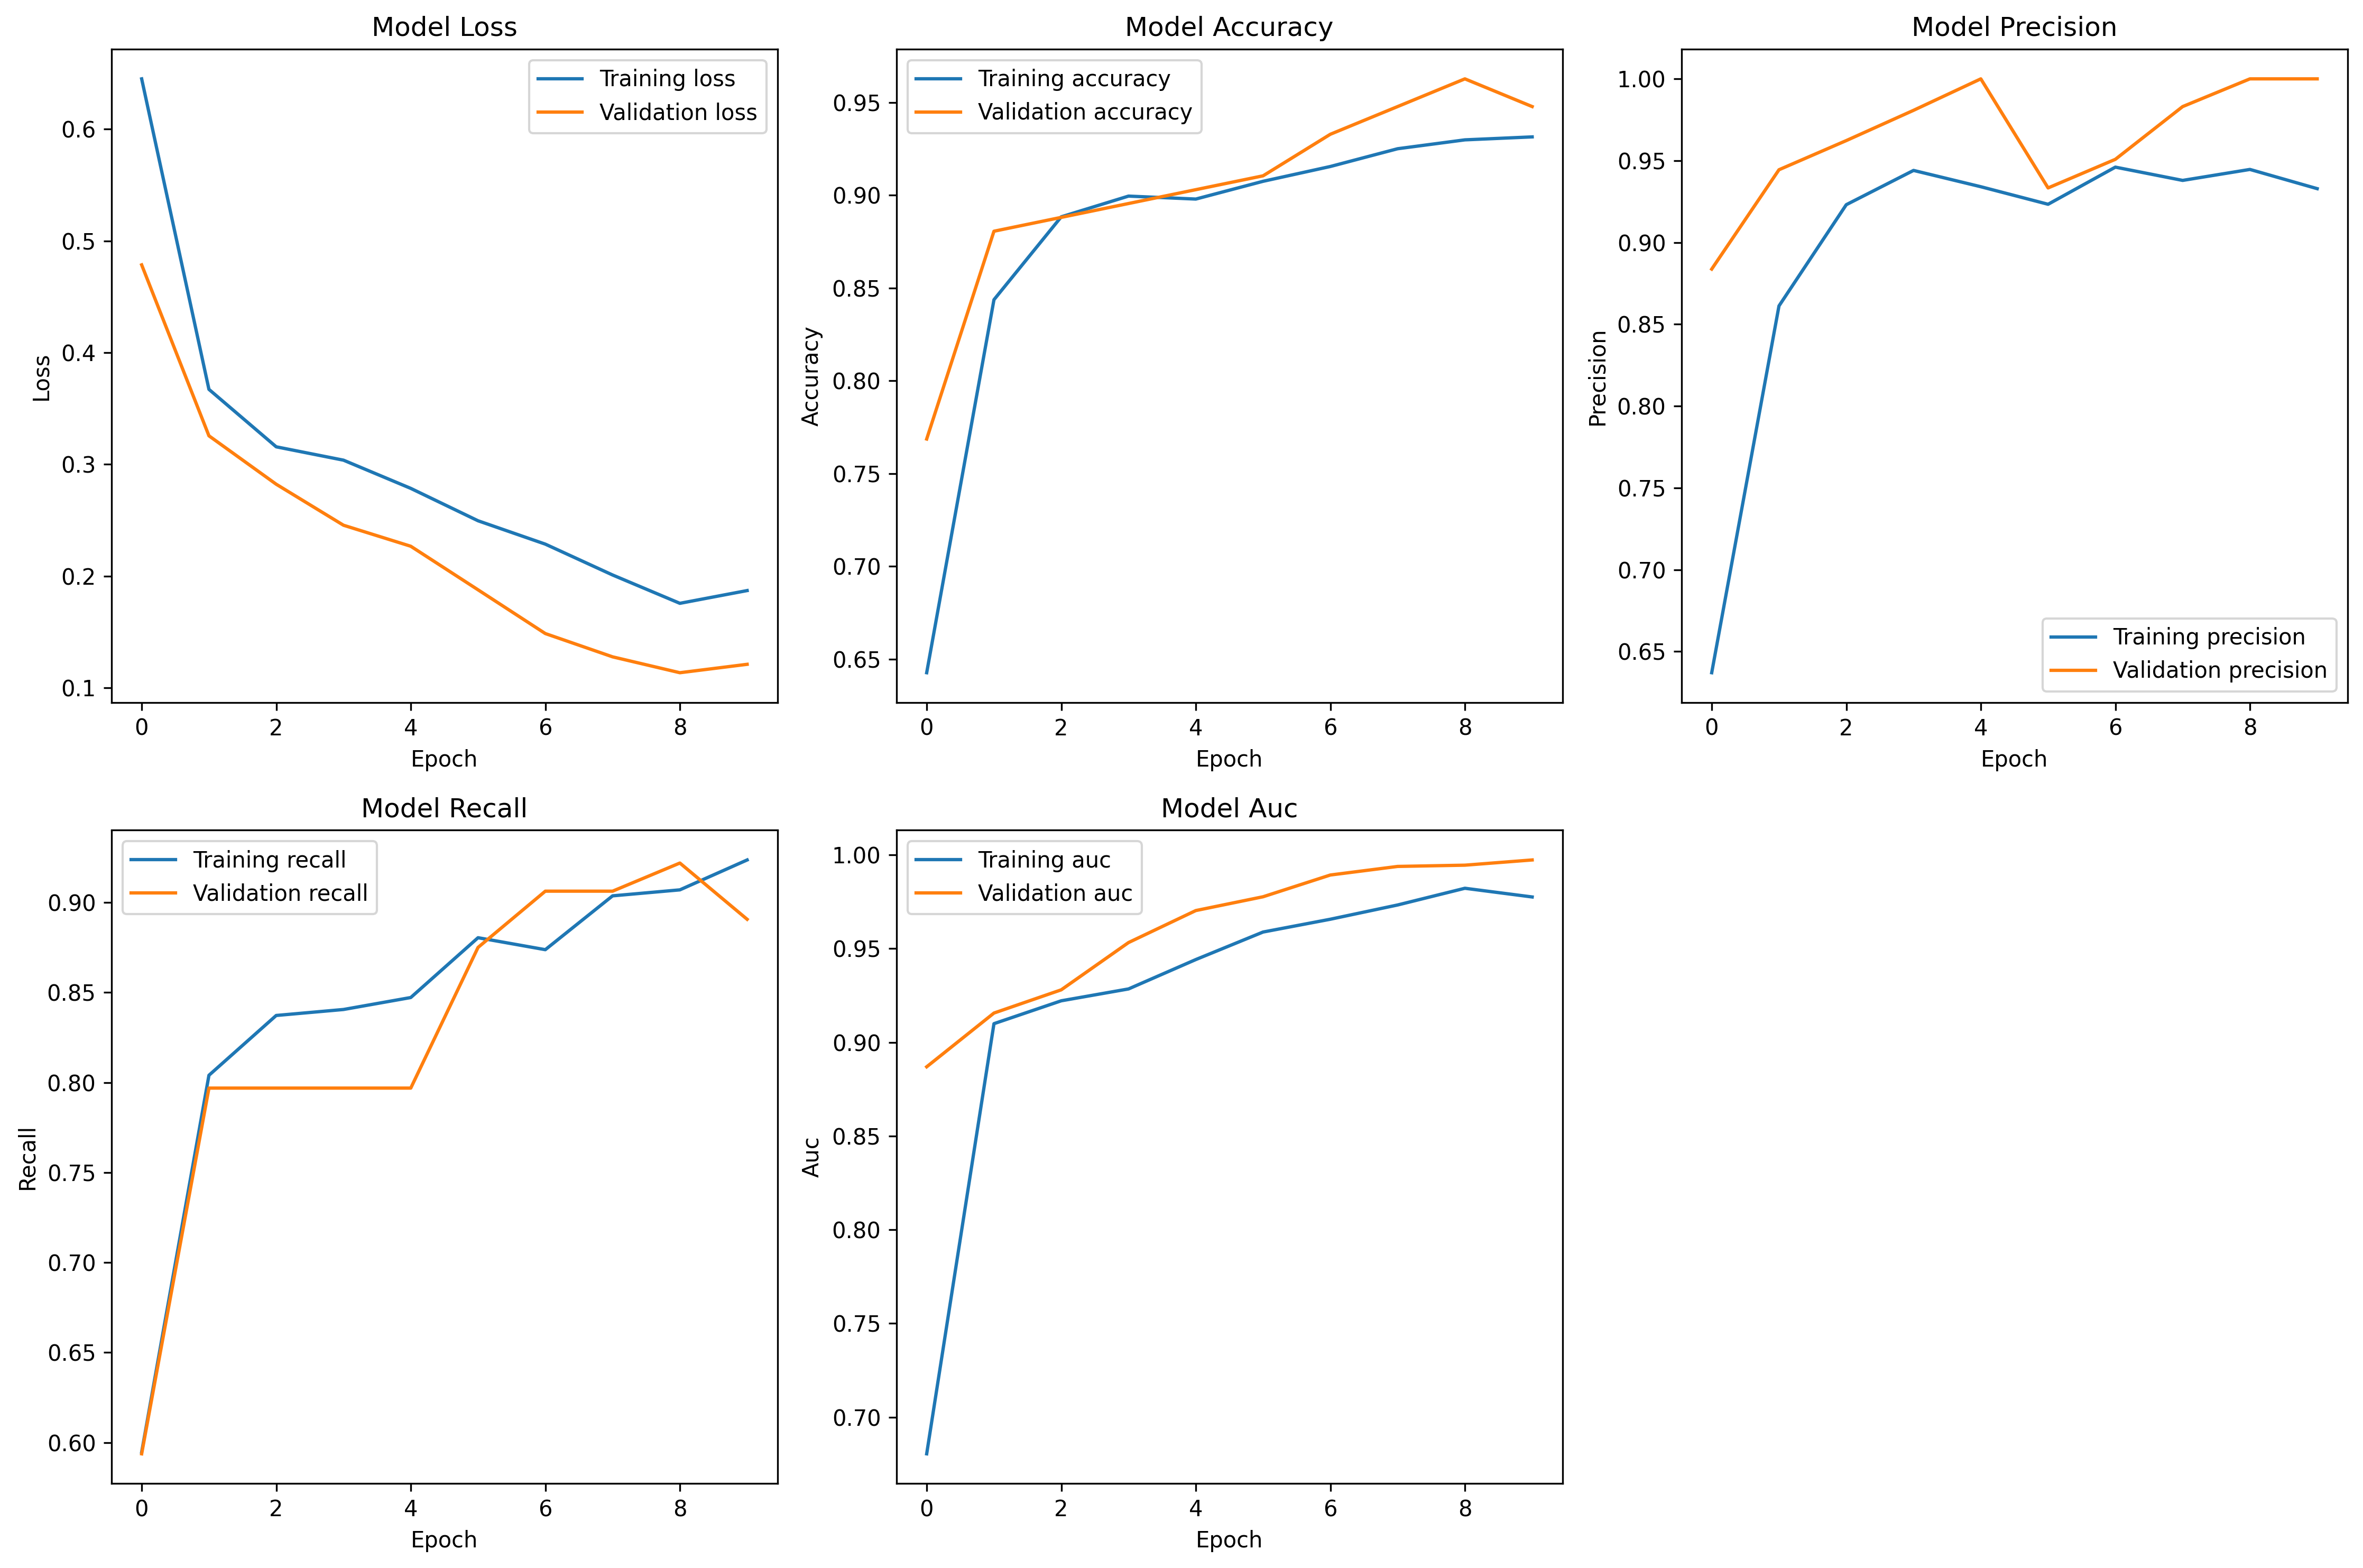 Model Loss
Training loss
Validation loss
0.6
0.5
0.4
0.3
0.2
0.1
Loss
0 2 4 6 8
Epoch
Model Accuracy
Training accuracy
Validation accuracy
0.95
0.90
0.85
0.80
0.75
0.70
0.65
Accuracy
0 2 4 6 8
Epoch
Model Precision
1.00
0.95
0.90
0.85
0.80
0.75
0.70
0.65
Precision
Training precision
Validation precision
0 2 4 6 8
Epoch
Model Recall
Training recall
Validation recall
0.90
0.85
0.80
0.75
0.70
0.65
0.60
Recall
0 2 4 6 8
Epoch
Model Auc
Training auc
Validation auc
1.00
0.95
0.90
0.85
0.80
0.75
0.70
Auc
0 2 4 6 8
Epoch